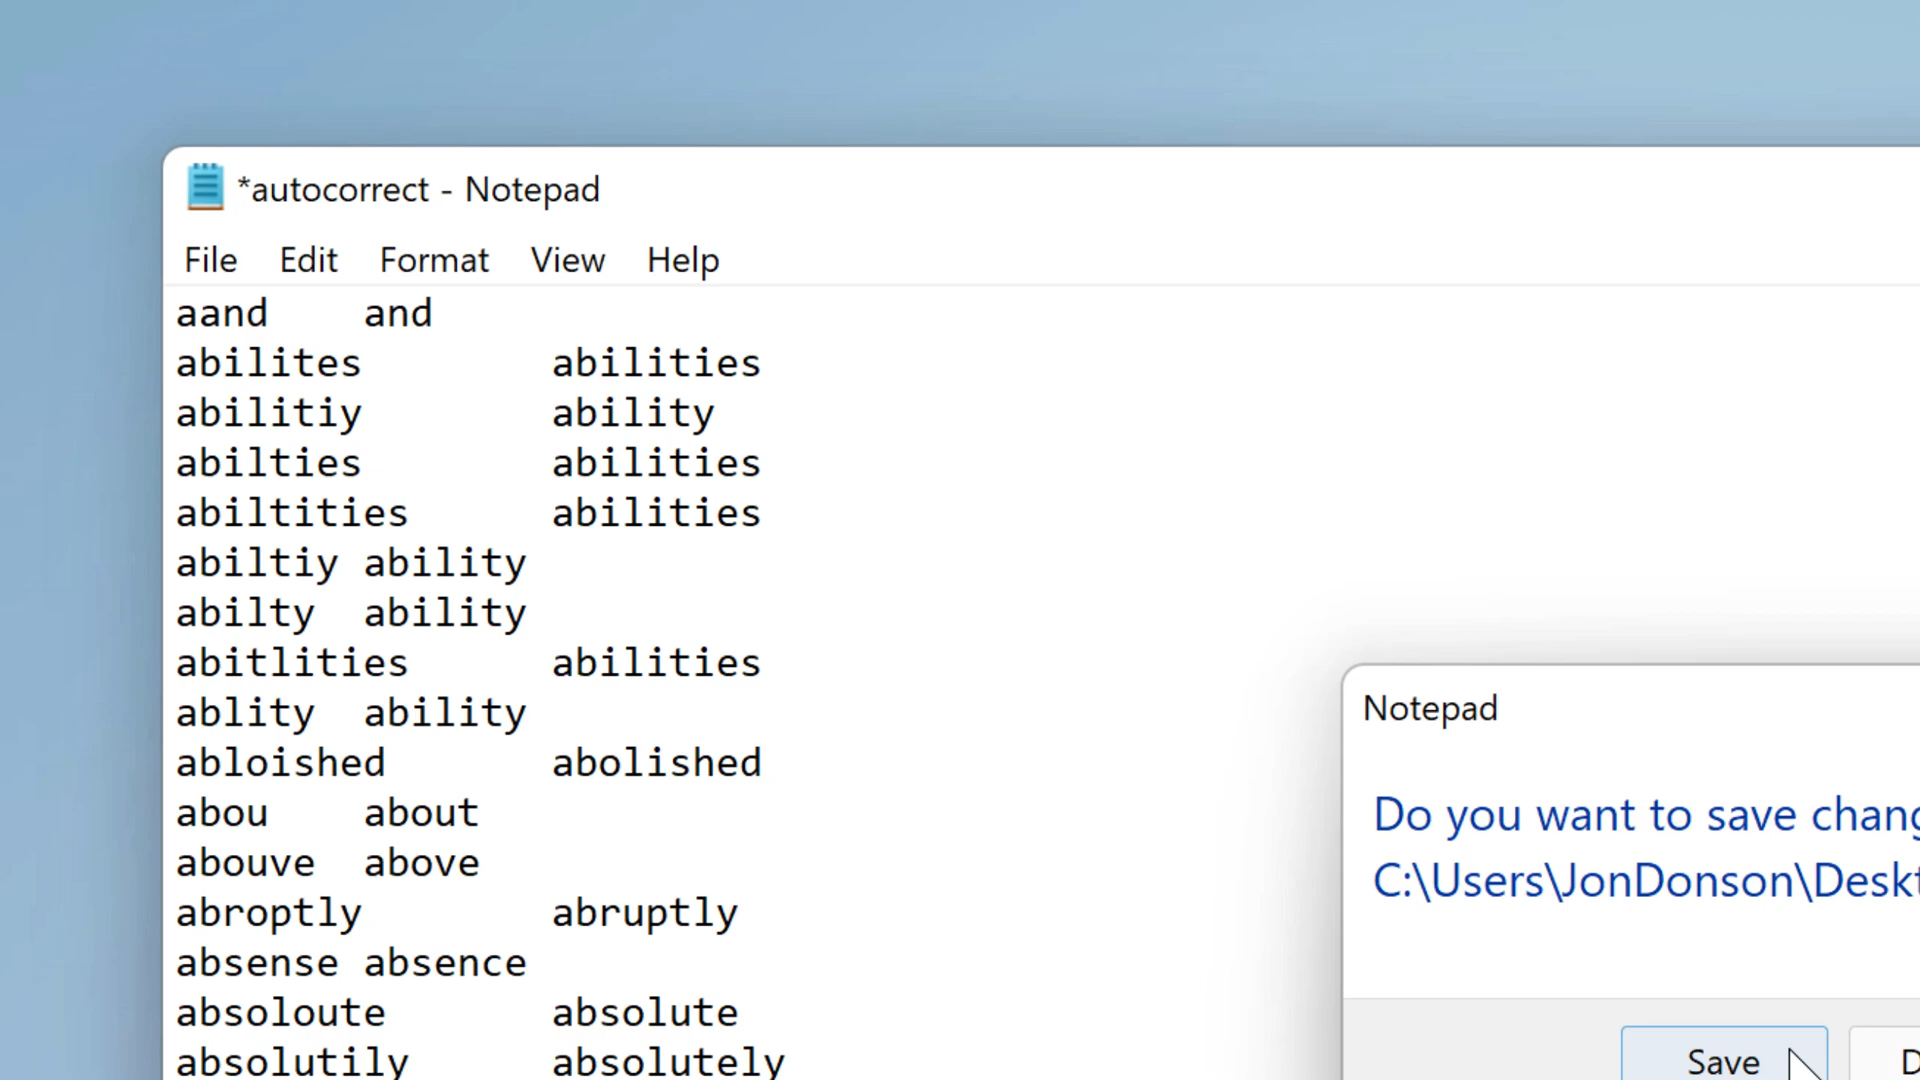 *autocorrect - Notepad
File Edit Format View Help
aand and
abilites abilities
abilitiy ability
abilties abilities
abiltities abilities
abiltiy ability
abilty ability
abitlities abilities
ablity ability
abloished abolished
abou about
abouve above
abroptly abruptly
absense absence
absoloute absolute
absolutily absolutely
Notepad
Do you want to save chang
C:\Users\JonDonson\Deskt
Save D